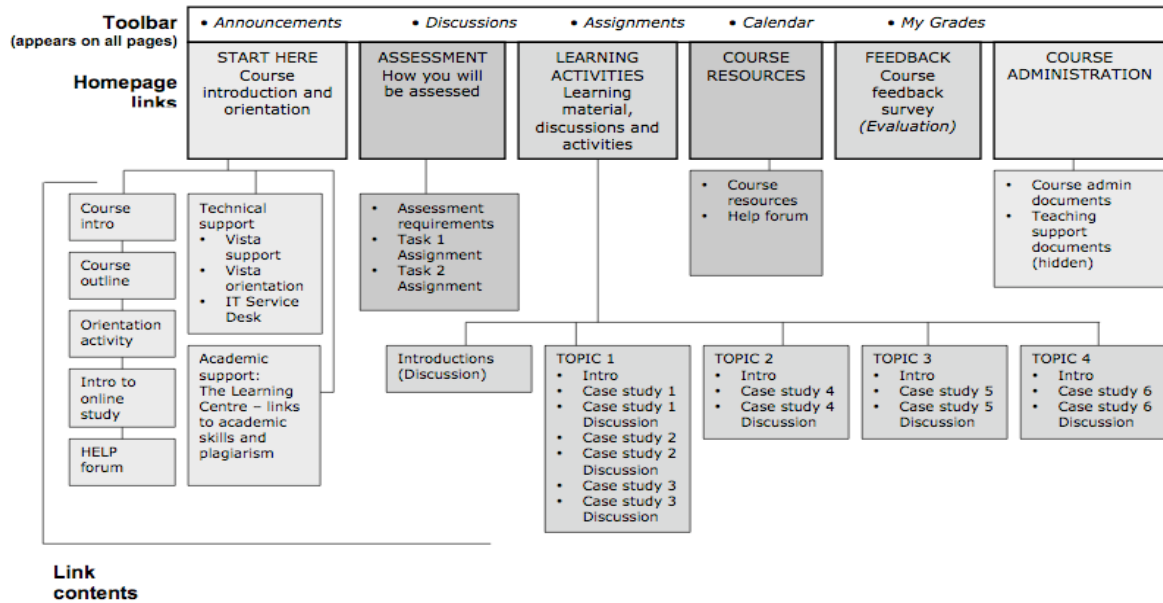 Toolbar
(appears on all pages)
• Announcements • Discussions • Assignments • Calendar • My Grades
Homepage
links
START HERE
Course
introduction and
orientation
ASSESSMENT
How you will
be assessed
LEARNING
ACTIVITIES
Learning
material,
discussions and
activities
COURSE
RESOURCES
FEEDBACK
Course
feedback
survey
(Evaluation)
COURSE
ADMINISTRATION
Course
intro
Course
outline
Orientation
activity
Intro to
online
study
HELP
forum
Technical
support
• Vista
support
• Vista
orientation
• IT Service
Desk
Academic
support:
The Learning
Centre – links
to academic
skills and
plagiarism
• Assessment
requirements
• Task 1
Assignment
• Task 2
Assignment
• Course
resources
• Help forum
• Course admin
documents
• Teaching
support
documents
(hidden)
Introductions
(Discussion)
TOPIC 1
• Intro
• Case study 1
• Case study 1
Discussion
• Case study 2
• Case study 2
Discussion
• Case study 3
• Case study 3
Discussion
TOPIC 2
• Intro
• Case study 4
• Case study 4
Discussion
TOPIC 3
• Intro
• Case study 5
• Case study 5
Discussion
TOPIC 4
• Intro
• Case study 6
• Case study 6
Discussion
Link
contents